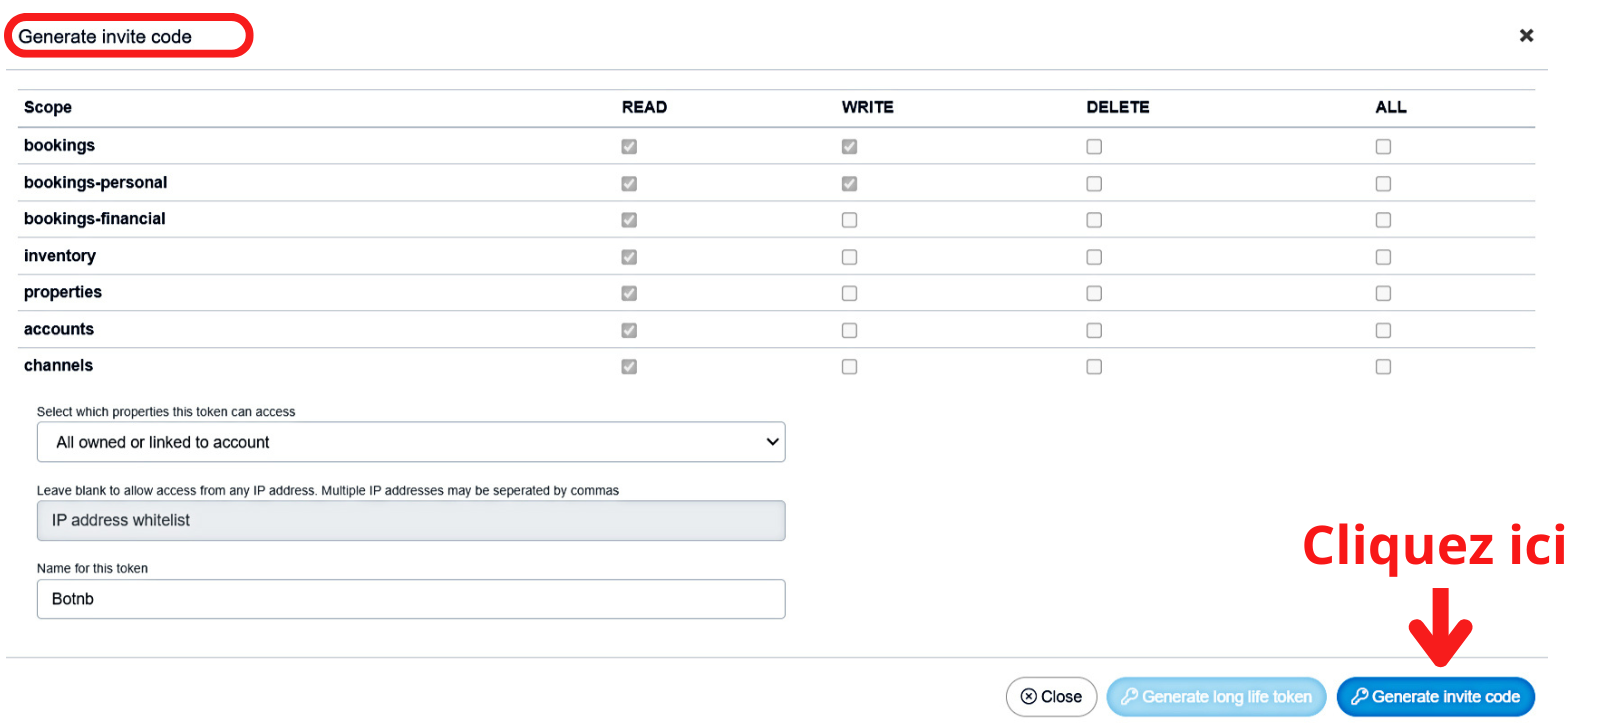 Generate invite code
Scope READ WRITE DELETE ALL
bookings
bookings-personal
bookings-financial
inventory
properties
accounts
channels
Select which properties this token can access
All owned or linked to account
Leave blank to allow access from any IP address. Multiple IP addresses may be seperated by commas
IP address whitelist
Name for this token
Botnb
Cliquez ici
Close Generate long life token Generate invite code